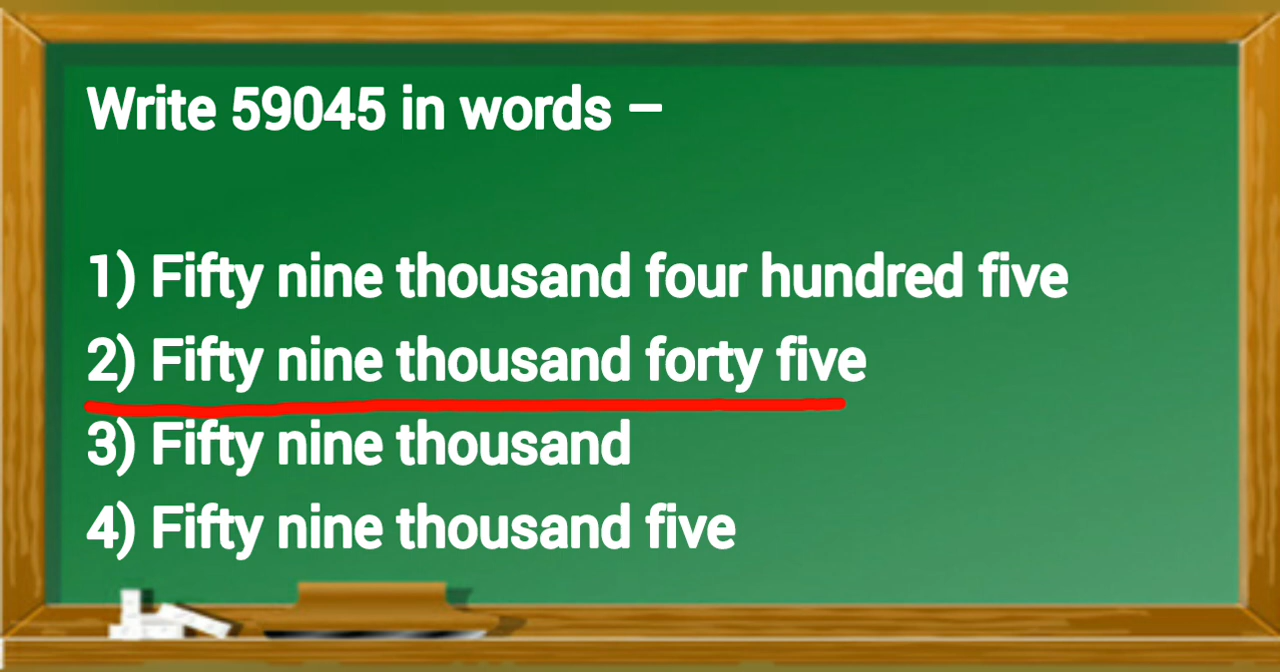 Write 59045 in words –
1) Fifty nine thousand four hundred five
2) Fifty nine thousand forty five
3) Fifty nine thousand
4) Fifty nine thousand five